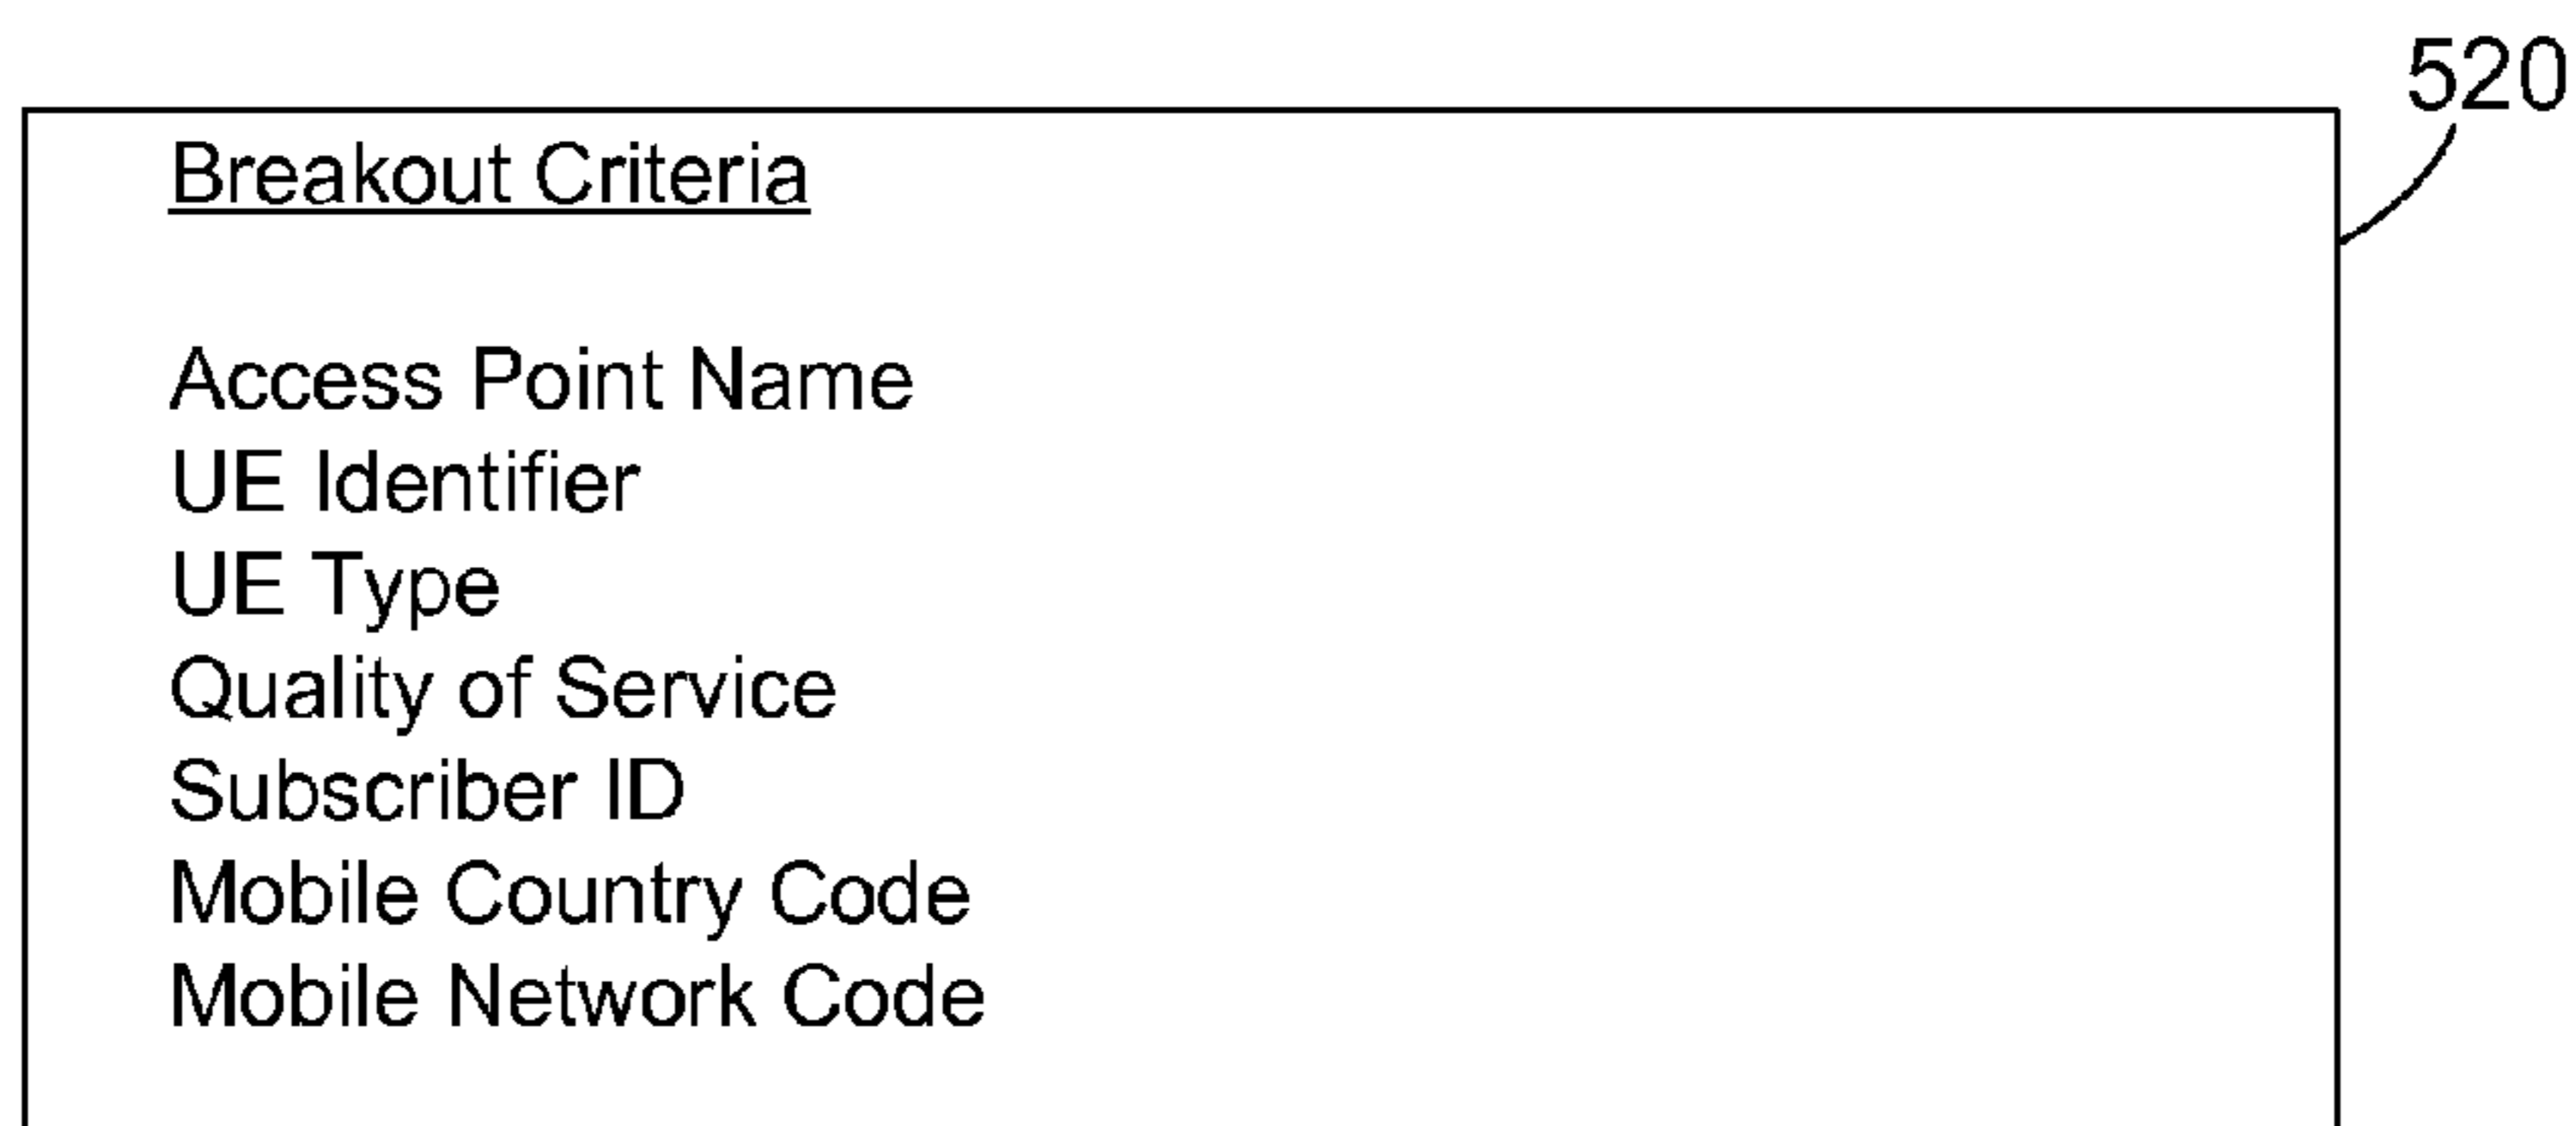 520
Breakout Criteria
Access Point Name
UE Identifier
UE Type
Quality of Service
Subscriber ID
Mobile Country Code
Mobile Network Code